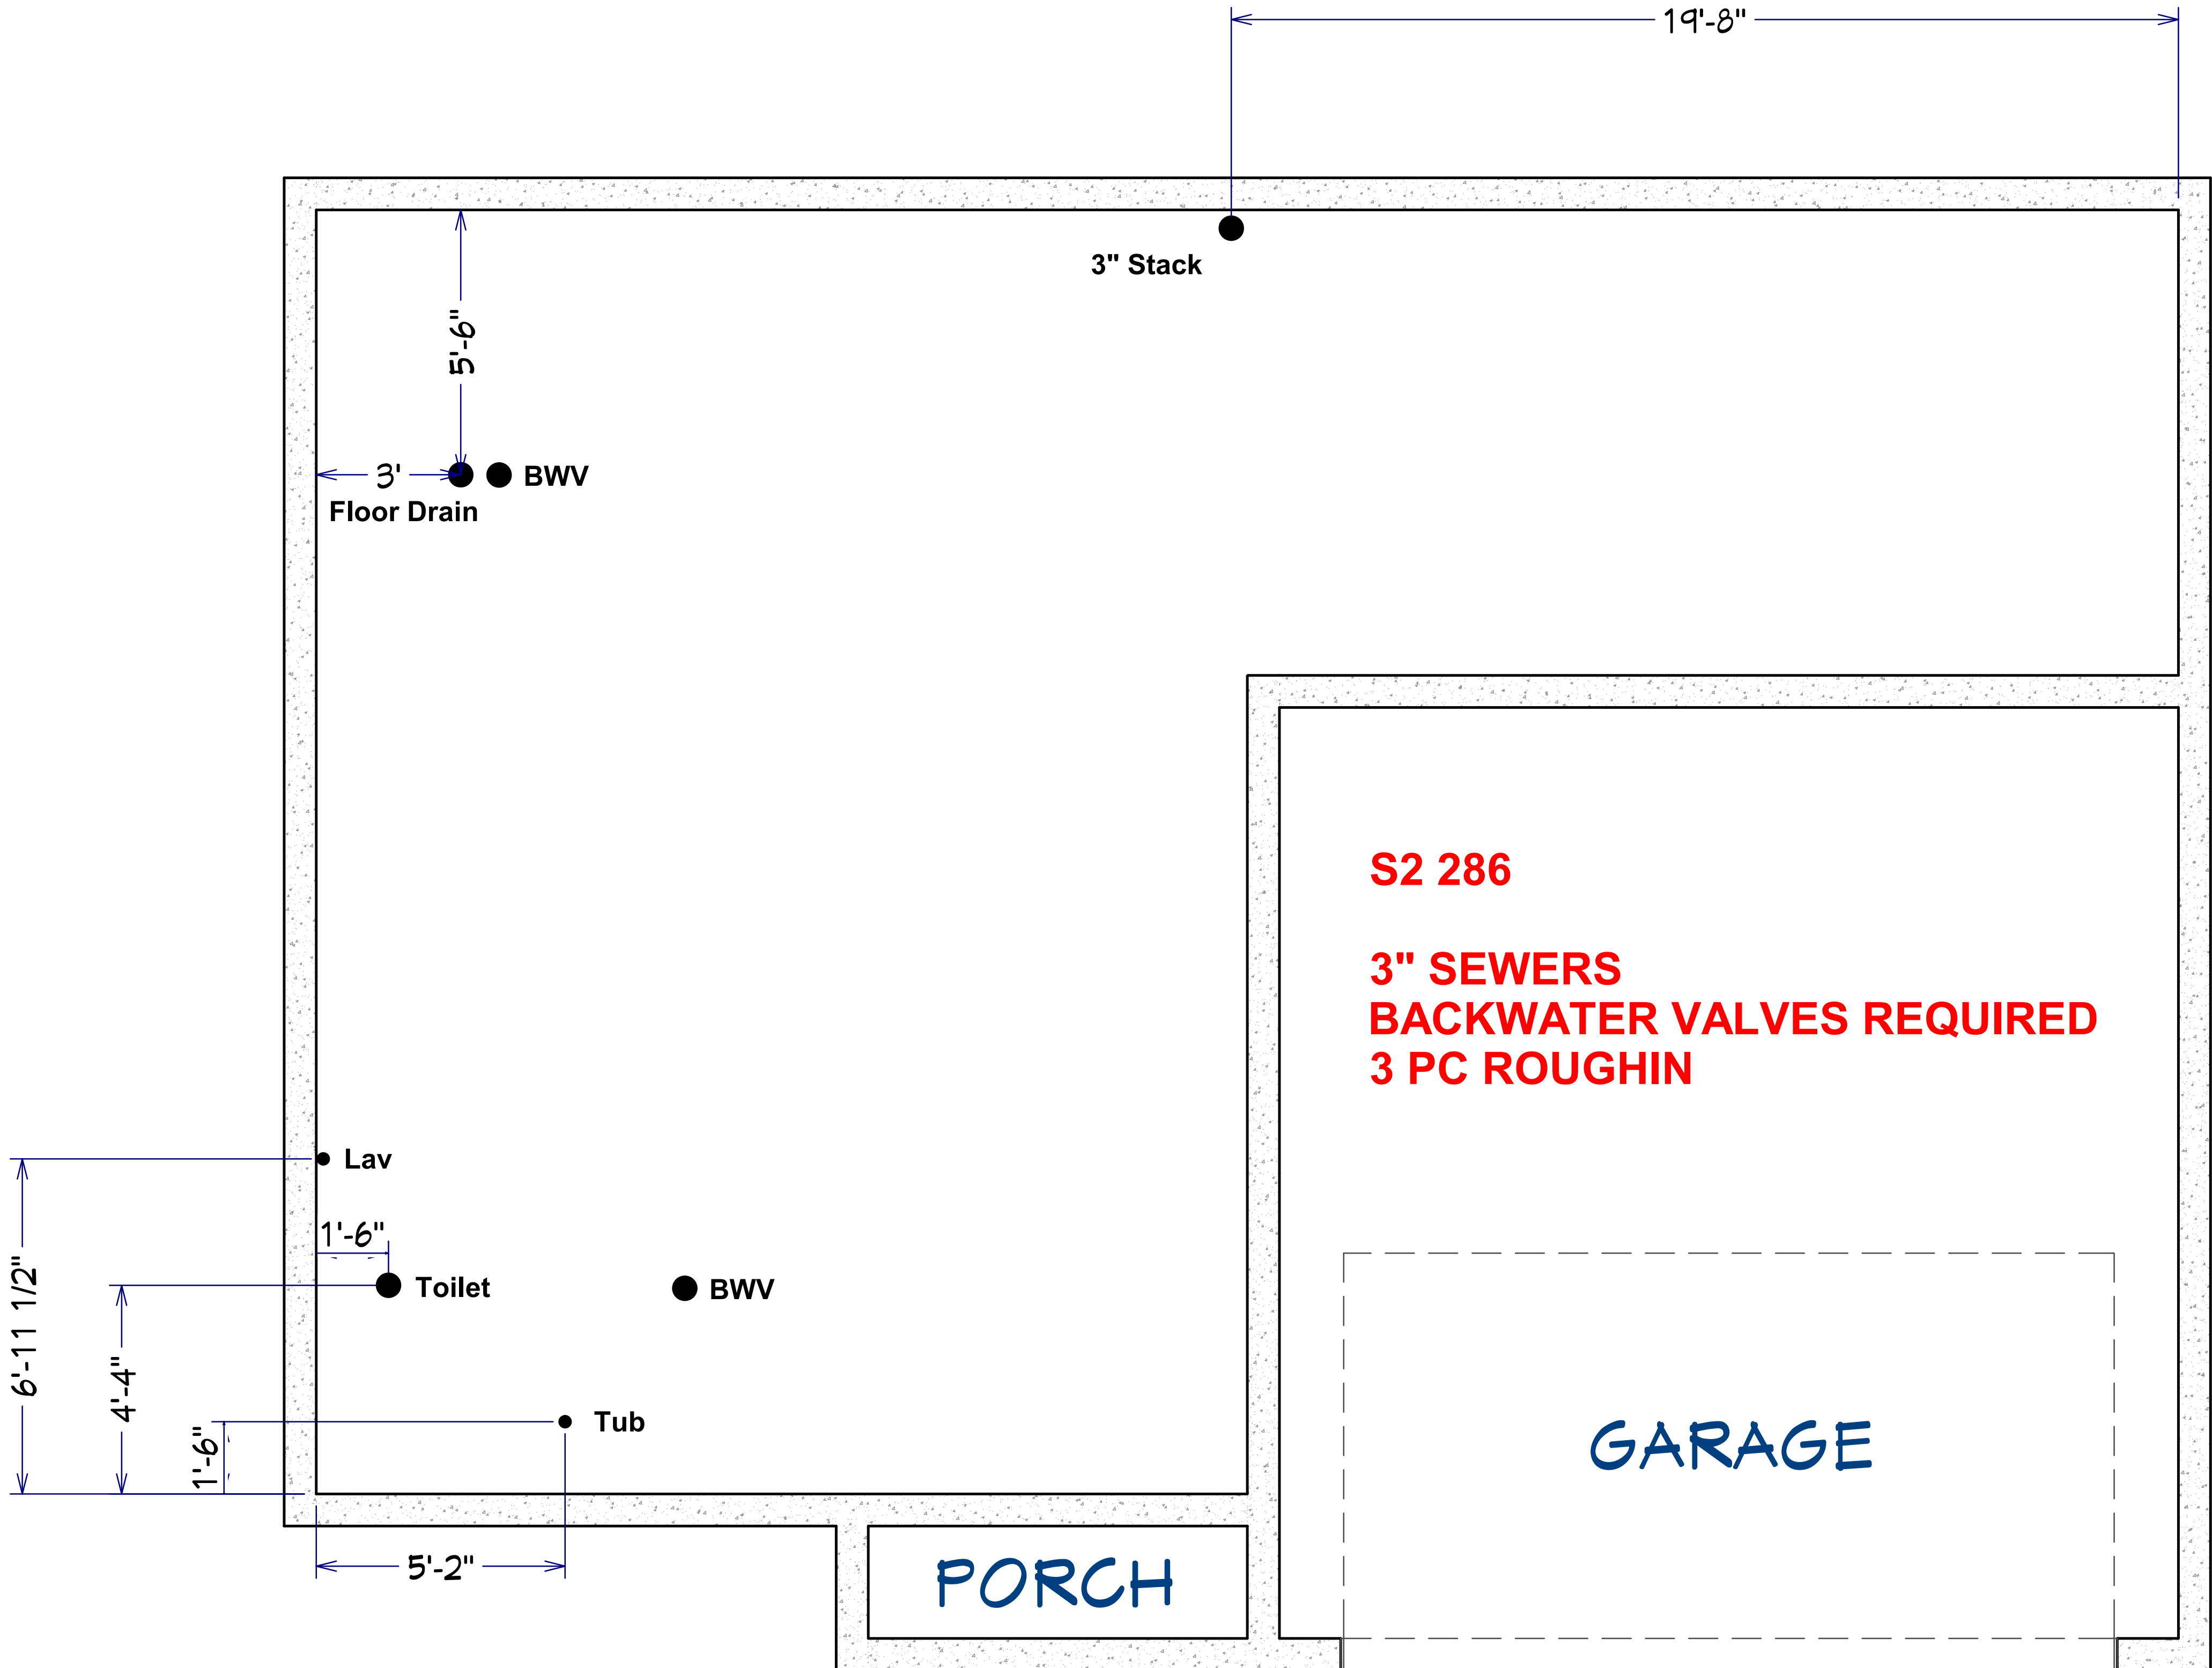 19'-8"
3" Stack
5'-6"
3'
BWV
Floor Drain
S2 286
3" SEWERS
BACKWATER VALVES REQUIRED
3 PC ROUGHIN
Lav
1'-6"
Toilet
BWV
6'-11 1/2"
4'-4"
1'-6"
Tub
GARAGE
5'-2"
PORCH